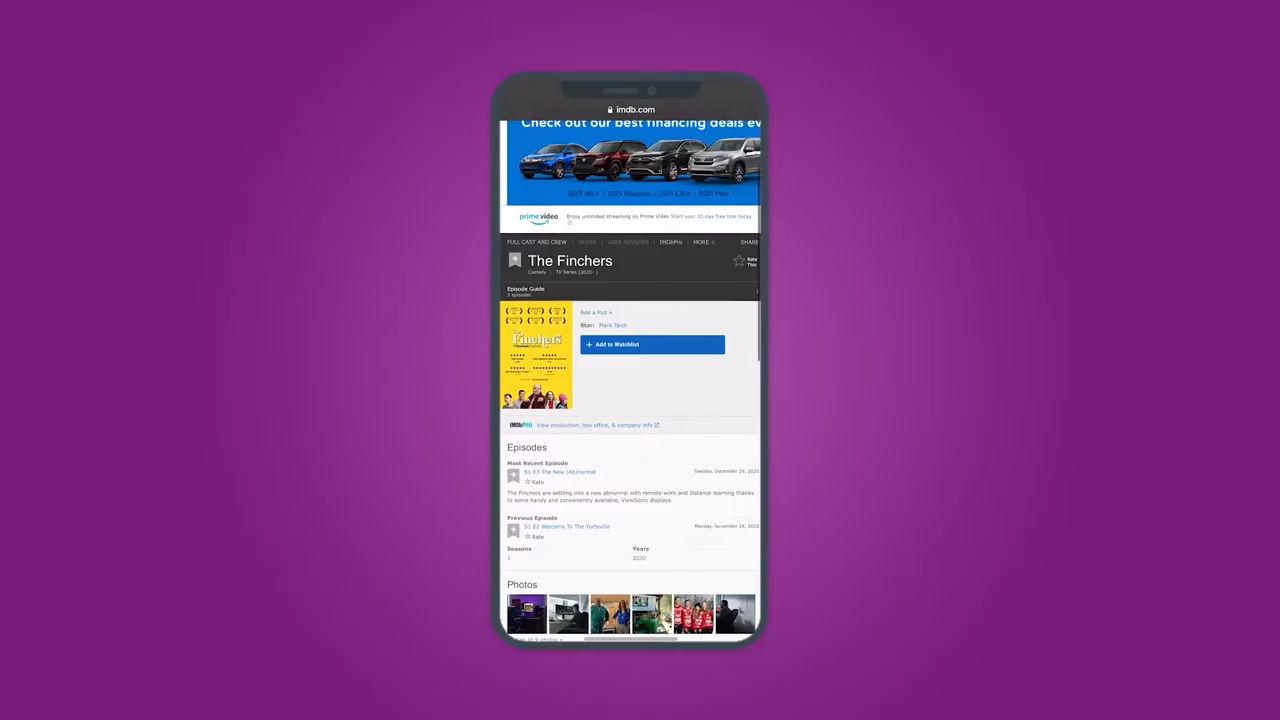 imdb.com
Check out our best financing deals ev
2021 HR-V | 2021 Passport | 2021 CR-V | 2021 Pilot
prime video
Enjoy unlimited streaming on Prime Video Start your 30-day free trial today
FULL CAST AND CREW | TRIVIA | USER REVIEWS | IMDbPro | MORE
SHARE
The Finchers
Rate This
Comedy | TV Series (2020– )
Episode Guide
3 episodes
The Finchers
Add a Plot »
Star: Mark Teich
+ Add to Watchlist
IMDbPro View production, box office, & company info
Episodes
Most Recent Episode
Tuesday, December 29, 2020
S1.E3 The New (Ab)normal
Rate
The Finchers are settling into a new abnormal with remote work and distance learning thanks
to some handy and conveniently available, ViewSonic displays.
Previous Episode
S1.E2 Welcome To The Yurtsville
Monday, November 16, 2020
Rate
Seasons
Years
1
2020
Photos
all 9 photos »